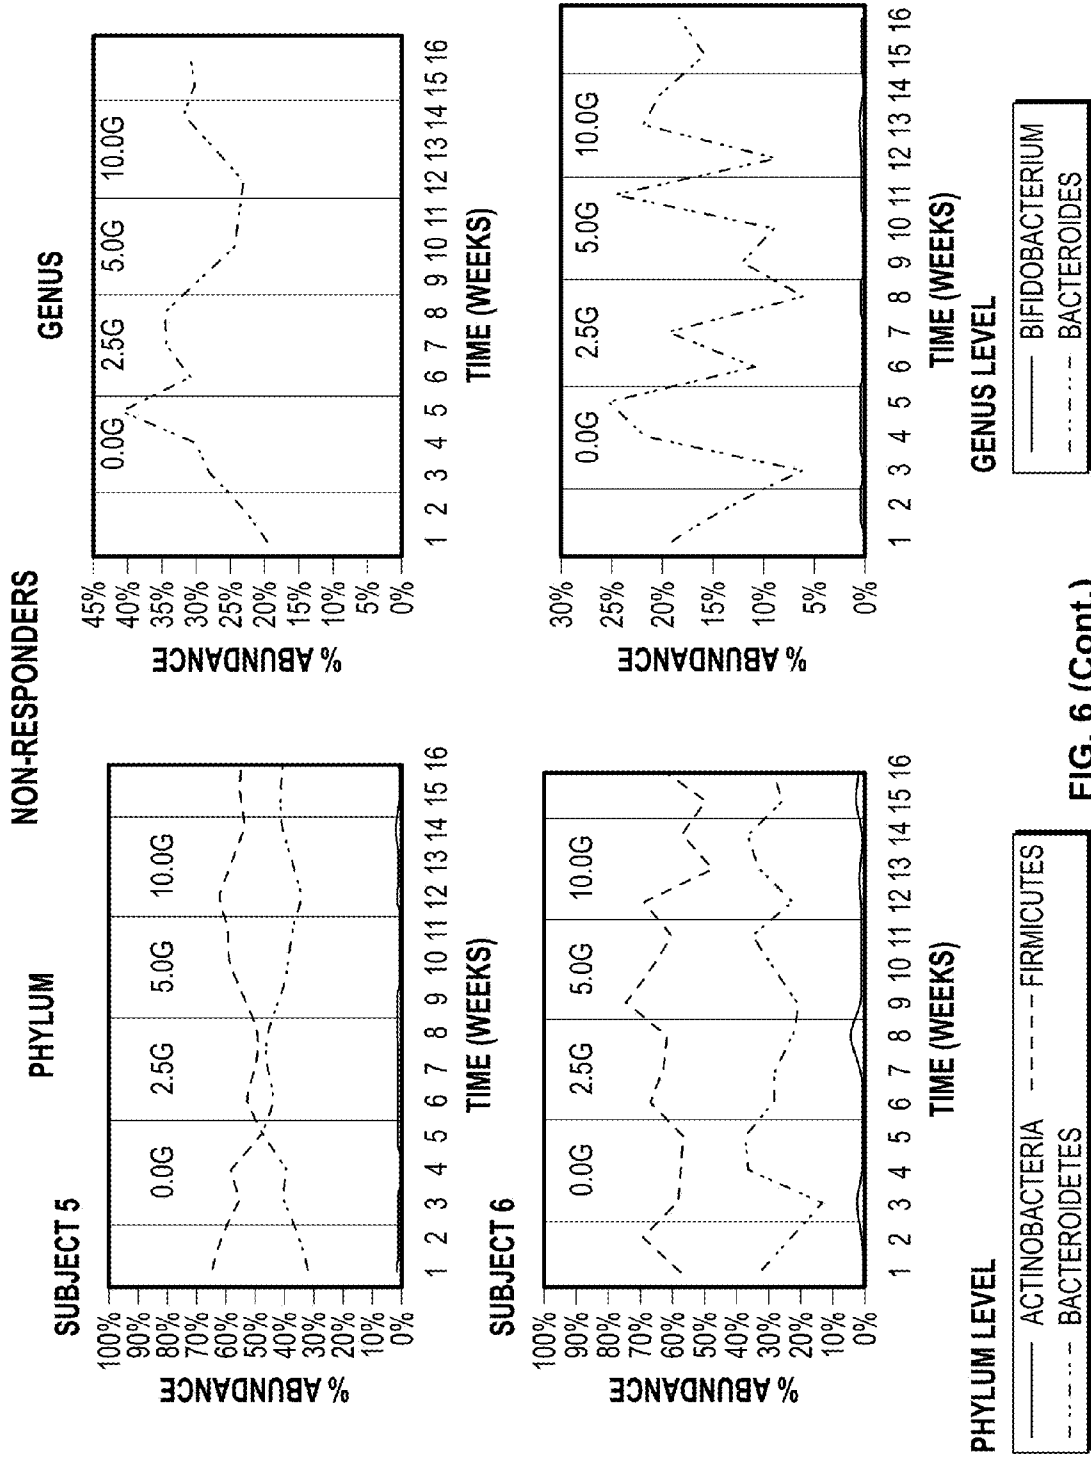 NON-RESPONDERS
PHYLUM
GENUS
SUBJECT 5
% ABUNDANCE
100%
90%
80%
70%
60%
50%
40%
30%
20%
10%
0%
0.0G 2.5G 5.0G 10.0G
1 2 3 4 5 6 7 8 9 10 11 12 13 14 15 16
TIME (WEEKS)
% ABUNDANCE
45%
40%
35%
30%
25%
20%
15%
10%
5%
0%
0.0G 2.5G 5.0G 10.0G
1 2 3 4 5 6 7 8 9 10 11 12 13 14 15 16
TIME (WEEKS)
SUBJECT 6
% ABUNDANCE
100%
90%
80%
70%
60%
50%
40%
30%
20%
10%
0%
0.0G 2.5G 5.0G 10.0G
1 2 3 4 5 6 7 8 9 10 11 12 13 14 15 16
TIME (WEEKS)
% ABUNDANCE
30%
25%
20%
15%
10%
5%
0%
0.0G 2.5G 5.0G 10.0G
1 2 3 4 5 6 7 8 9 10 11 12 13 14 15 16
TIME (WEEKS)
PHYLUM LEVEL
ACTINOBACTERIA FIRMICUTES
BACTEROIDETES
GENUS LEVEL
BIFIDOBACTERIUM
BACTEROIDES
FIG. 6 (Cont.)